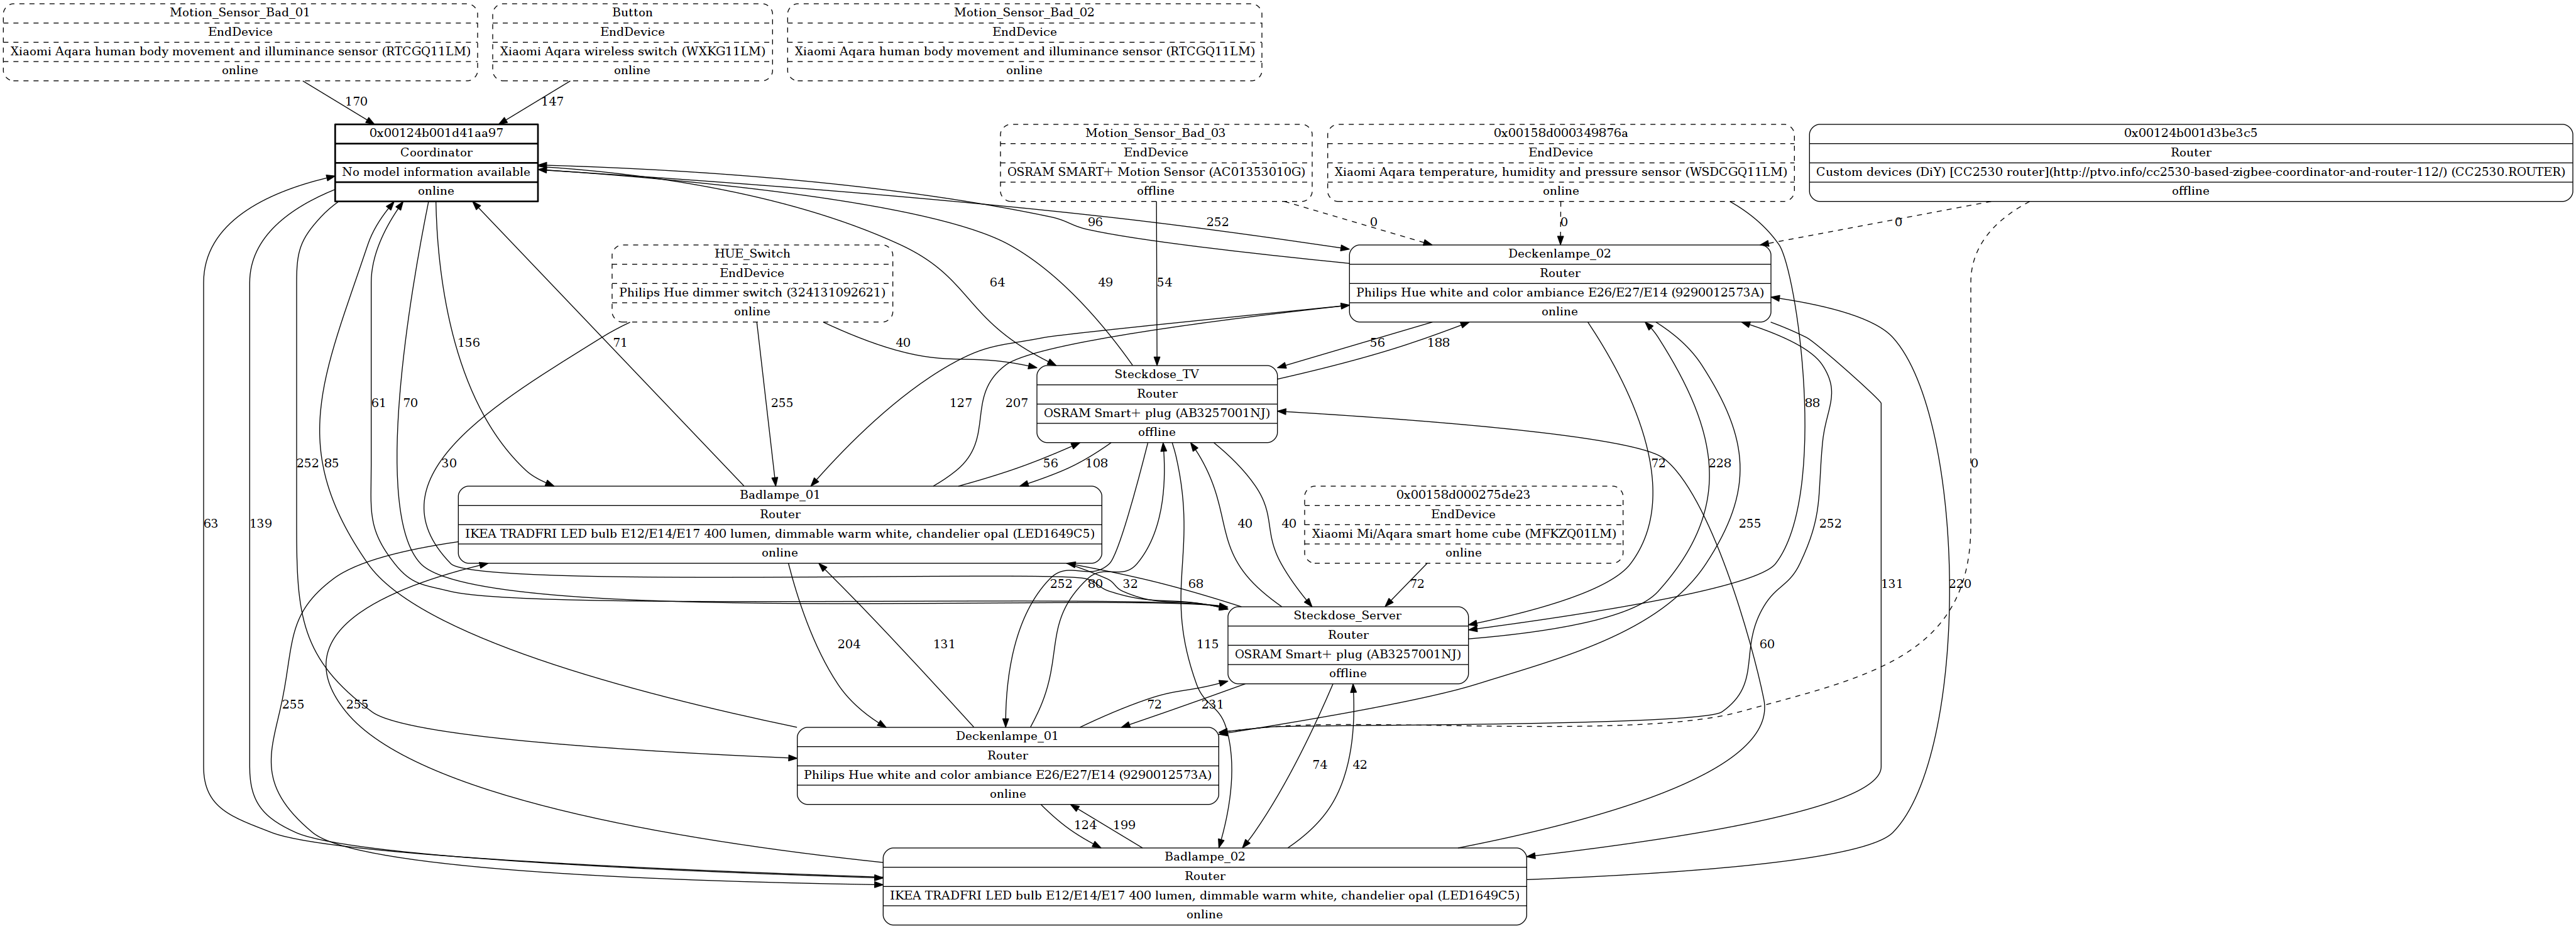 Motion_Sensor_Bad_01
EndDevice
Xiaomi Aqara human body movement and illuminance sensor (RTCGQ11LM)
online
Button
EndDevice
Xiaomi Aqara wireless switch (WXKG11LM)
online
Motion_Sensor_Bad_02
EndDevice
Xiaomi Aqara human body movement and illuminance sensor (RTCGQ11LM)
online
170
147
0x00124b001d41aa97
Coordinator
No model information available
online
Motion_Sensor_Bad_03
EndDevice
OSRAM SMART+ Motion Sensor (AC01353010G)
offline
0x00158d000349876a
EndDevice
Xiaomi Aqara temperature, humidity and pressure sensor (WSDCGQ11LM)
online
0x00124b001d3be3c5
Router
Custom devices (DiY) [CC2530 router](http://ptvo.info/cc2530-based-zigbee-coordinator-and-router-112/) (CC2530.ROUTER)
offline
96
252
0
0
0
HUE_Switch
EndDevice
Philips Hue dimmer switch (324131092621)
online
64
49
54
Deckenlampe_02
Router
Philips Hue white and color ambiance E26/E27/E14 (9290012573A)
online
156
71
40
56
188
Steckdose_TV
Router
OSRAM Smart+ plug (AB3257001NJ)
offline
61
70
255
127
207
88
252
85
30
56
108
72
228
0
Badlampe_01
Router
IKEA TRADFRI LED bulb E12/E14/E17 400 lumen, dimmable warm white, chandelier opal (LED1649C5)
online
0x00158d000275de23
EndDevice
Xiaomi Mi/Aqara smart home cube (MFKZQ01LM)
online
63
139
40
40
255
252
252
80
32
68
72
131
220
Steckdose_Server
Router
OSRAM Smart+ plug (AB3257001NJ)
offline
204
131
115
60
255
255
72
231
Deckenlampe_01
Router
Philips Hue white and color ambiance E26/E27/E14 (9290012573A)
online
74
42
124
199
Badlampe_02
Router
IKEA TRADFRI LED bulb E12/E14/E17 400 lumen, dimmable warm white, chandelier opal (LED1649C5)
online